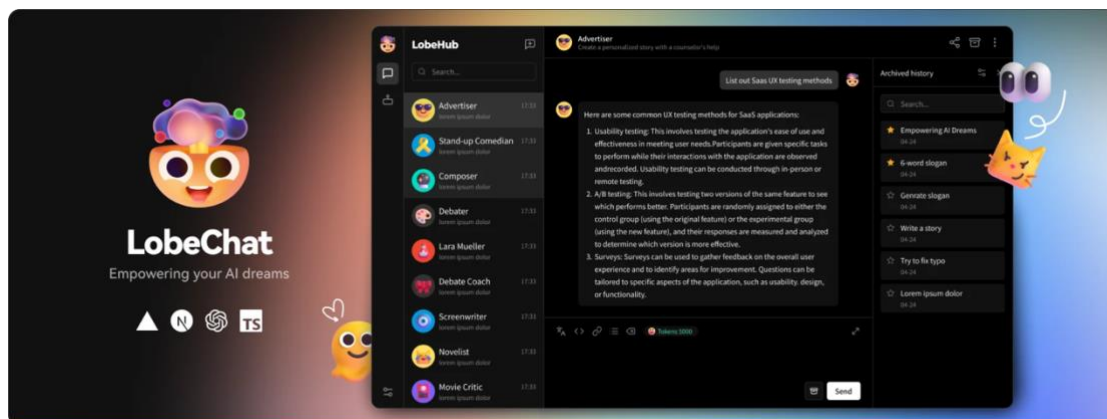 LobeChat
Empowering your AI dreams
N
TS
LobeHub
Search...
Advertiser 17:33
lorem ipsum dolor
Stand-up Comedian 17:33
lorem ipsum dolor
Composer 17:33
lorem ipsum dolor
Debater 17:33
lorem ipsum dolor
Lara Mueller 17:33
lorem ipsum dolor
Debate Coach 17:33
lorem ipsum dolor
Screenwriter 17:33
lorem ipsum dolor
Novelist 17:33
lorem ipsum dolor
Movie Critic 17:33
lorem ipsum dolor
Advertiser
Create a personalized story with a counselor's help
List out Saas UX testing methods
Here are some common UX testing methods for SaaS applications:
1. Usability testing: This involves testing the application's ease of use and
effectiveness in meeting user needs.Participants are given specific tasks
to perform while their interactions with the application are observed
andrecorded. Usability testing can be conducted through in-person or
remote testing.
2. A/B testing: This involves testing two versions of the same feature to see
which performs better. Participants are randomly assigned to either the
control group (using the original feature) or the experimental group
(using the new feature), and their responses are measured and analyzed
to determine which version is more effective.
3. Surveys: Surveys can be used to gather feedback on the overall user
experience and to identify areas for improvement. Questions can be
tailored to specific aspects of the application, such as usability. design,
or functionality.
Tokens 5000
Send
Archived history
Search...
Empowering AI Dreams
04-24
6-word slogan
04-24
Genrate slogan
04-24
Write a story
04-24
Try to fix typo
04-24
Lorem ipsum dolor
04-24